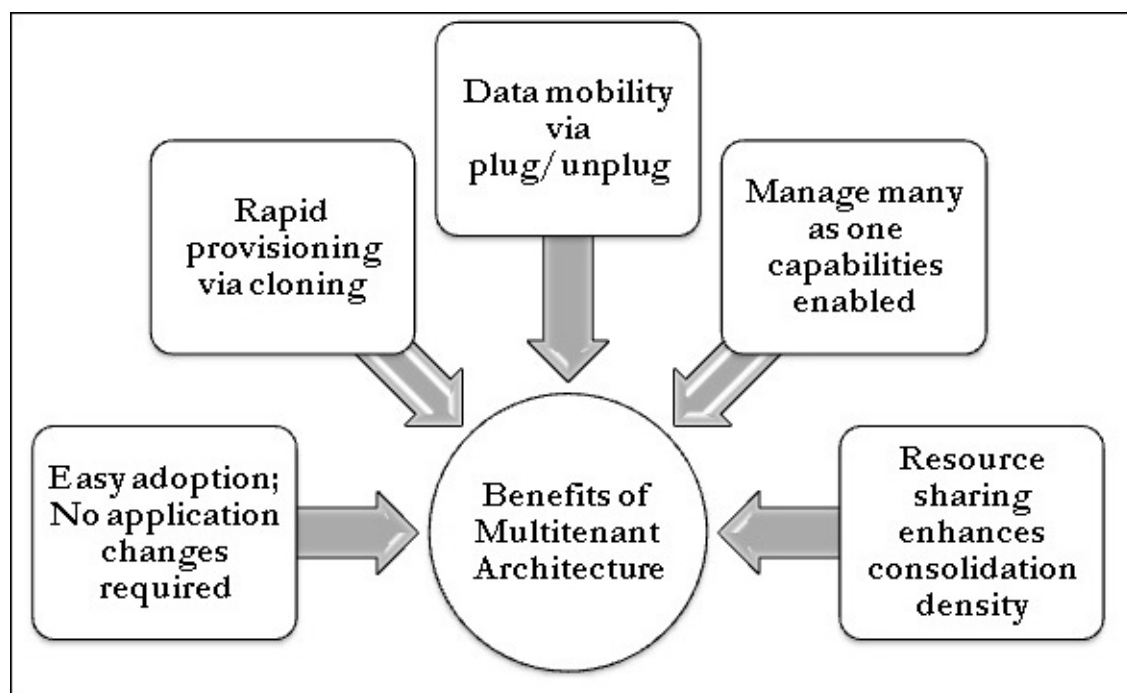 Data mobility
via
plug/ unplug
Rapid
provisioning
via cloning
Manage many
as one
capabilities
enabled
Easy adoption;
No application
changes
required
Benefits of
Multitenant
Architecture
Resource
sharing
enhances
consolidation
density